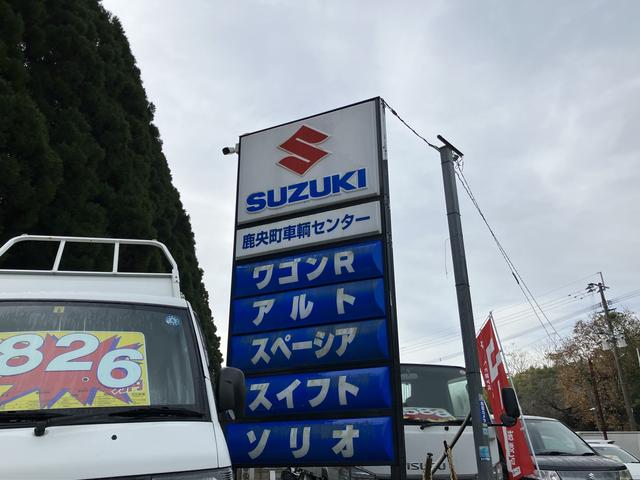 SUZUKI
鹿央町車輌センター
ワゴンR
アルト
スペーシア
スイフト
ソリオ
826
ISUZU